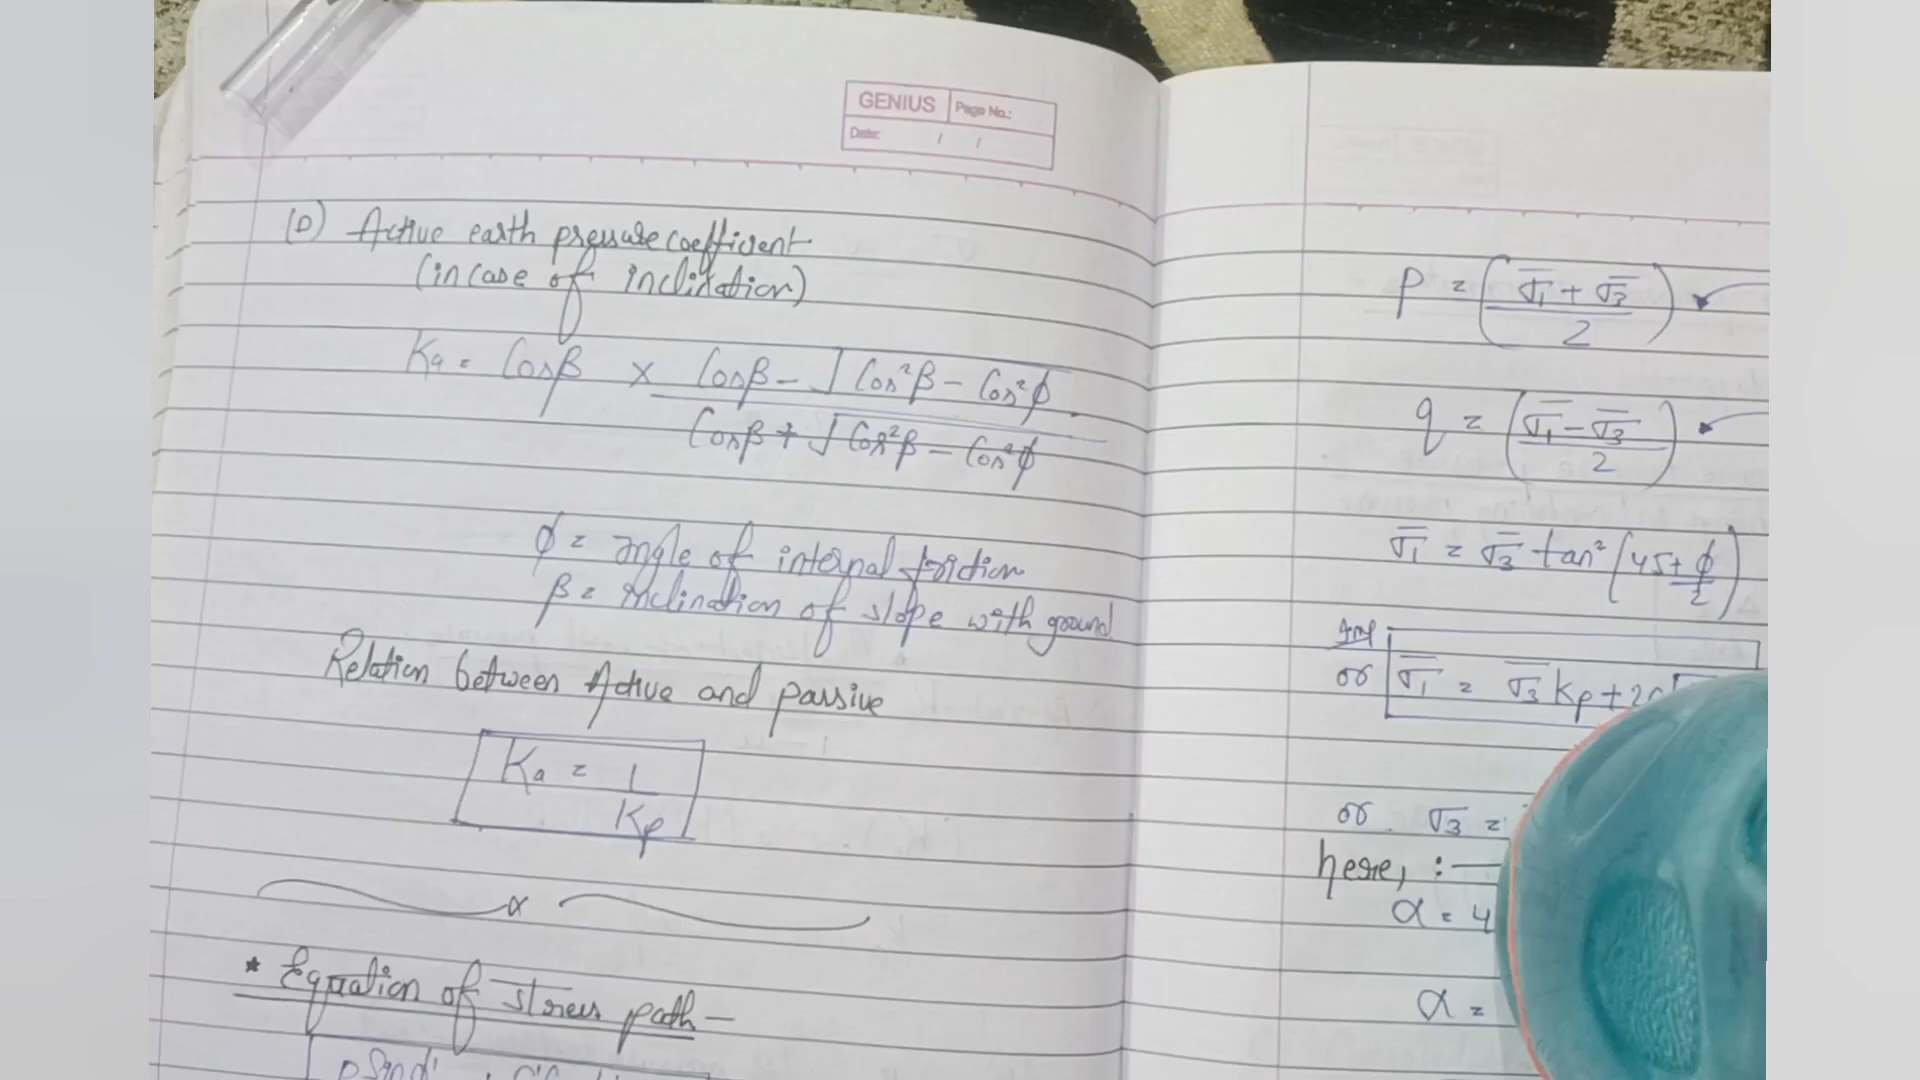 GENIUS Page No.:
Date: / /
(D) Active earth pressure coefficient
(in case of inclination)
Ka = Cosβ × Cosβ - √Cos²β - Cos²ϕ
Cosβ + √Cos²β - Cos²ϕ
ϕ = angle of internal friction
β = inclination of slope with ground
Relation between Active and passive
Ka = 1
Kp
* Equation of stress path -
p = (σ̅1 + σ̅3)
2
q = (σ̅1 - σ̅3)
2
σ̅1 = σ̅3 tan² (45 + ϕ)
2
Imp
or σ̅1 = σ̅3 Kp + 2c
or σ3 =
here, :-
α = 4
α =